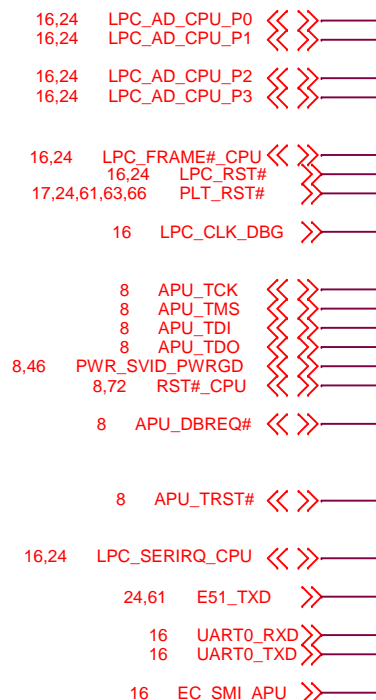 16,24 LPC_AD_CPU_P0
16,24 LPC_AD_CPU_P1
16,24 LPC_AD_CPU_P2
16,24 LPC_AD_CPU_P3
16,24 LPC_FRAME#_CPU
16,24 LPC_RST#
17,24,61,63,66 PLT_RST#
16 LPC_CLK_DBG
8 APU_TCK
8 APU_TMS
8 APU_TDI
8 APU_TDO
8,46 PWR_SVID_PWRGD
8,72 RST#_CPU
8 APU_DBREQ#
8 APU_TRST#
16,24 LPC_SERIRQ_CPU
24,61 E51_TXD
16 UART0_RXD
16 UART0_TXD
16 EC_SMI_APU